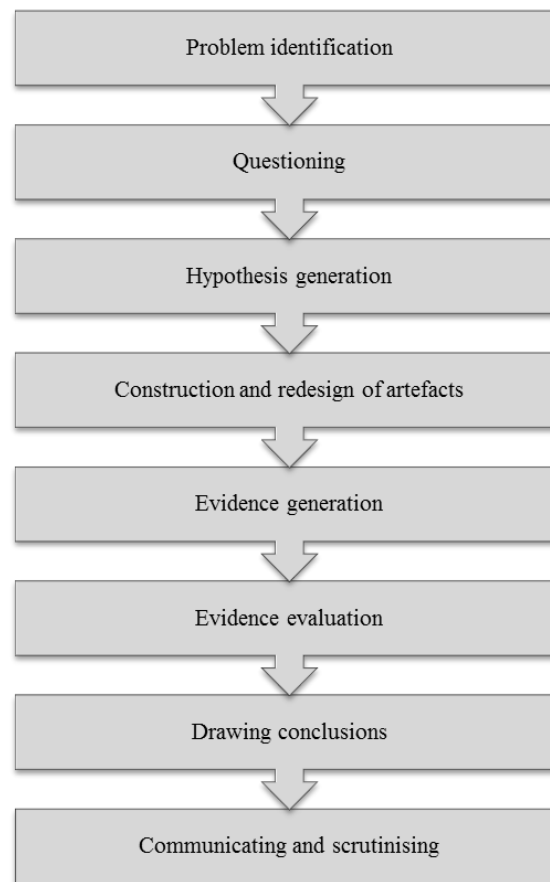 Problem identification
Questioning
Hypothesis generation
Construction and redesign of artefacts
Evidence generation
Evidence evaluation
Drawing conclusions
Communicating and scrutinising